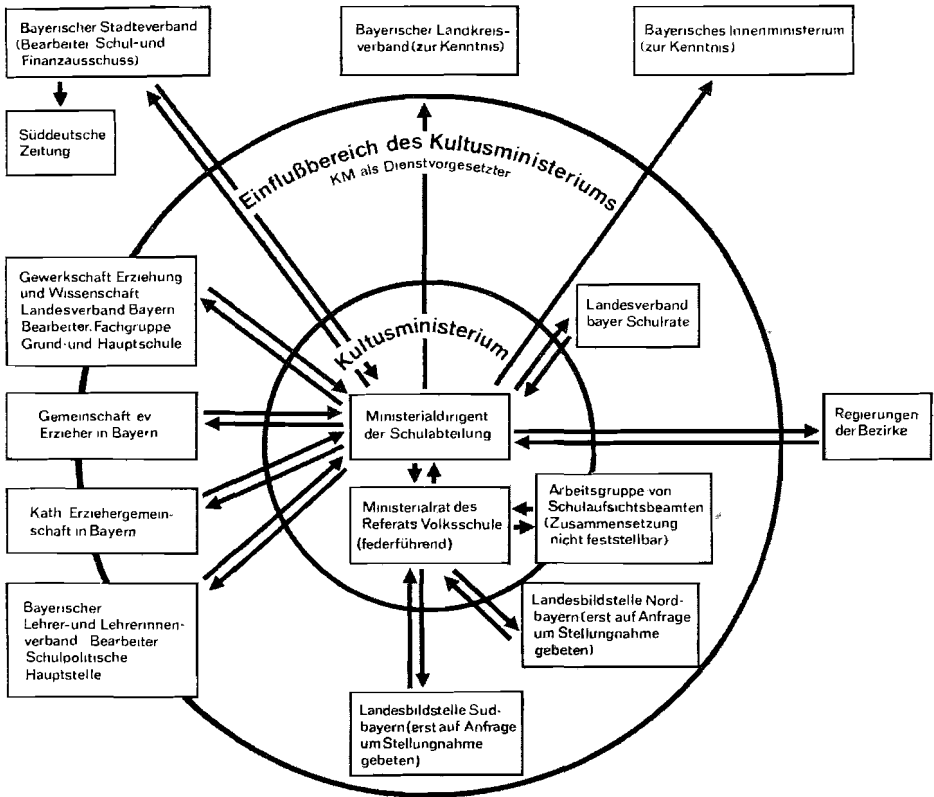 Bayerischer Stadteverband
(Bearbeiter Schul-und
Finanzausschuss)
Bayerischer Landkreis-
verband (zur Kenntnis)
Bayerisches Innenministerium
(zur Kenntnis)
Süddeutsche
Zeitung
Einflußbereich des Kultusministeriums
KM als Dienstvorgesetzter
Gewerkschaft Erziehung
und Wissenschaft
Landesverband Bayern
Bearbeiter. Fachgruppe
Grund-und Hauptschule
Landesverband
bayer Schulrate
Kultusministerium
Gemeinschaft ev
Erzieher in Bayern
Ministerialdirigent
der Schulabteilung
Regierungen
der Bezirke
Kath Erziehergemein-
schaft in Bayern
Ministerialrat des
Referats Volksschule
(federführend)
Arbeitsgruppe von
Schulaufsichtsbeamten
(Zusammensetzung
nicht feststellbar)
Bayerischer
Lehrer-und Lehrerinnen-
verband Bearbeiter
Schulpolitische
Hauptstelle
Landesbildstelle Nord-
bayern (erst auf Anfrage
um Stellungnahme
gebeten)
Landesbildstelle Sud-
bayern (erst auf Anfrage
um Stellungnahme
gebeten)